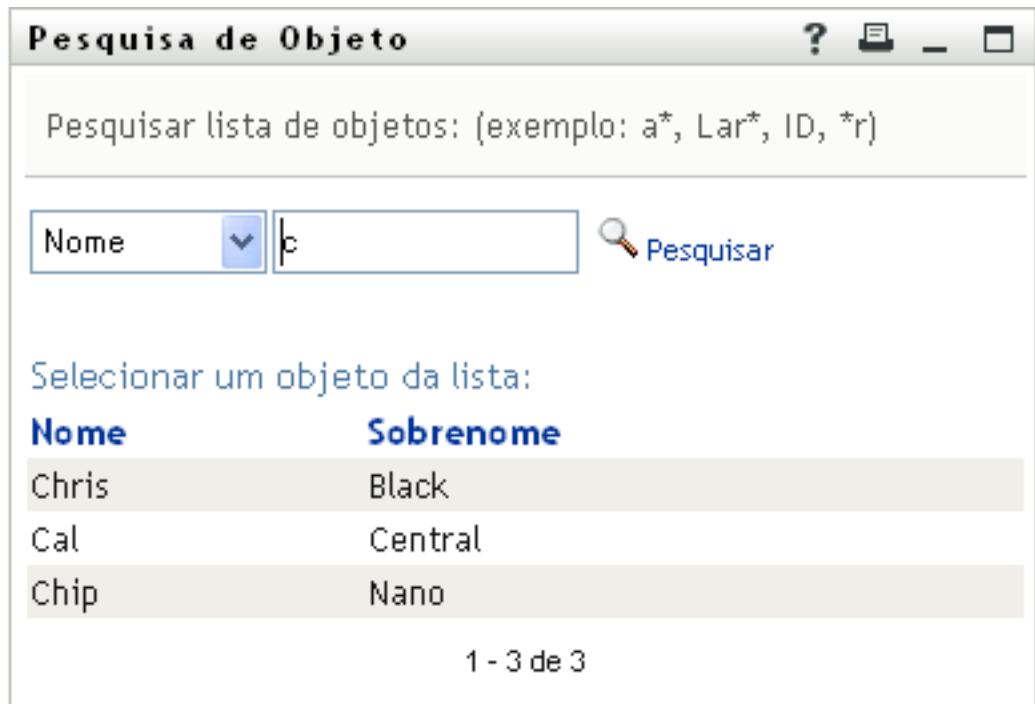 Pesquisa de Objeto ?
Pesquisar lista de objetos: (exemplo: a*, Lar*, ID, *r)
Nome c Pesquisar
Selecionar um objeto da lista:
Nome Sobrenome
Chris Black
Cal Central
Chip Nano
1 - 3 de 3